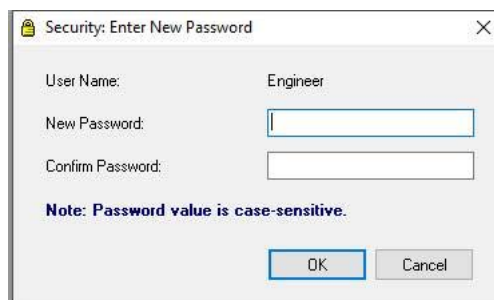 Security: Enter New Password
User Name: Engineer
New Password:
Confirm Password:
Note: Password value is case-sensitive.
OK Cancel